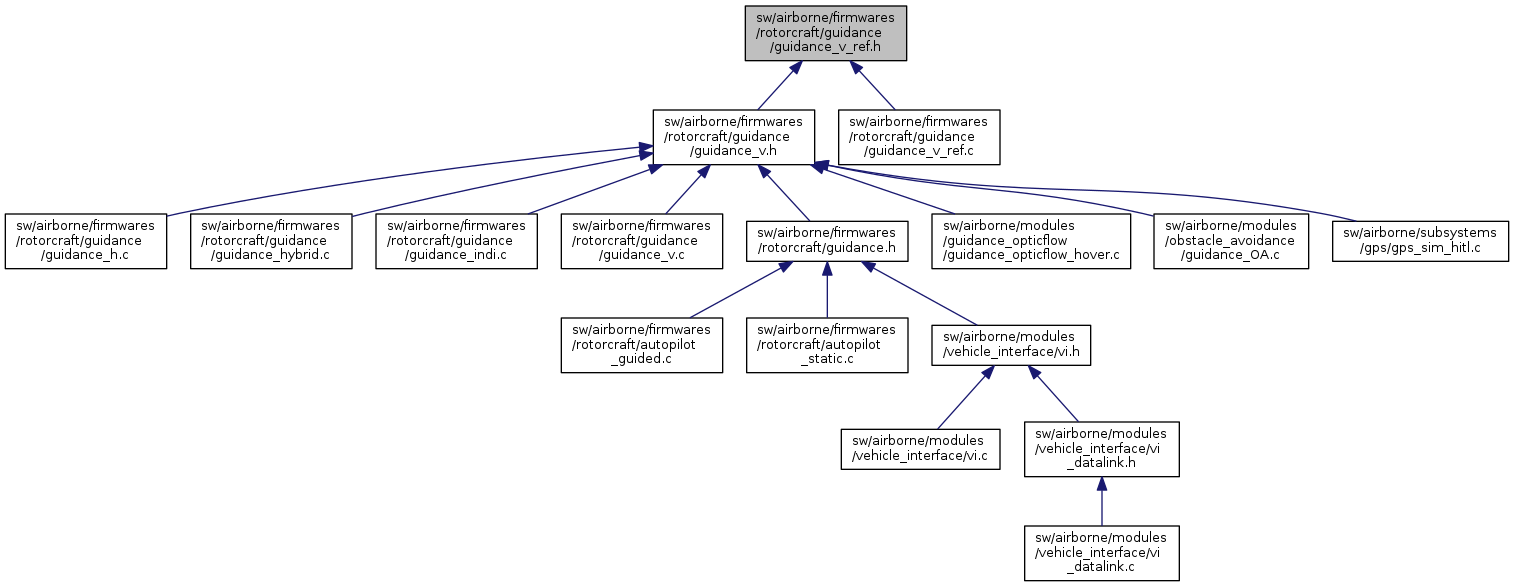 sw/airborne/firmwares
/rotorcraft/guidance
/guidance_v_ref.h
sw/airborne/firmwares
/rotorcraft/guidance
/guidance_v.h
sw/airborne/firmwares
/rotorcraft/guidance
/guidance_v_ref.c
sw/airborne/firmwares
/rotorcraft/guidance
/guidance_h.c
sw/airborne/firmwares
/rotorcraft/guidance
/guidance_hybrid.c
sw/airborne/firmwares
/rotorcraft/guidance
/guidance_indi.c
sw/airborne/firmwares
/rotorcraft/guidance
/guidance_v.c
sw/airborne/firmwares
/rotorcraft/guidance.h
sw/airborne/modules
/guidance_opticflow
/guidance_opticflow_hover.c
sw/airborne/modules
/obstacle_avoidance
/guidance_OA.c
sw/airborne/subsystems
/gps/gps_sim_hitl.c
sw/airborne/firmwares
/rotorcraft/autopilot
_guided.c
sw/airborne/firmwares
/rotorcraft/autopilot
_static.c
sw/airborne/modules
/vehicle_interface/vi.h
sw/airborne/modules
/vehicle_interface/vi.c
sw/airborne/modules
/vehicle_interface/vi
_datalink.h
sw/airborne/modules
/vehicle_interface/vi
_datalink.c